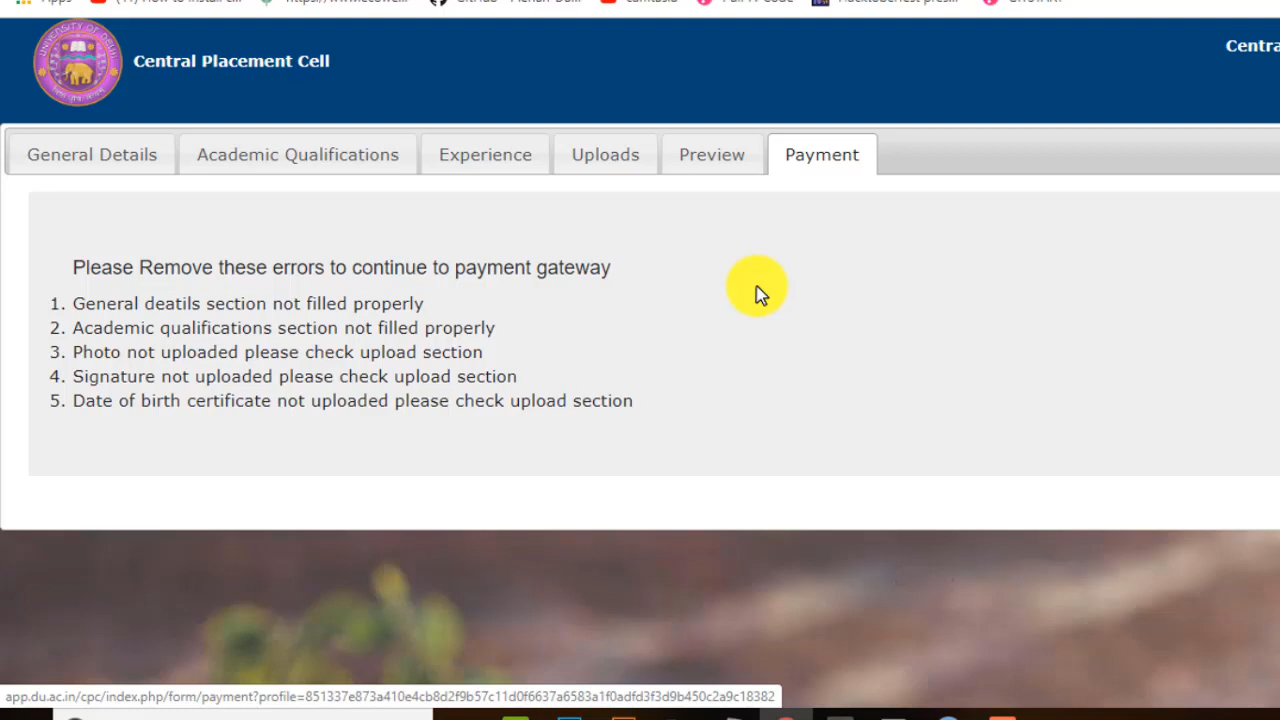 Central Placement Cell
Centra
General Details
Academic Qualifications
Experience
Uploads
Preview
Payment
Please Remove these errors to continue to payment gateway
1. General deatils section not filled properly
2. Academic qualifications section not filled properly
3. Photo not uploaded please check upload section
4. Signature not uploaded please check upload section
5. Date of birth certificate not uploaded please check upload section
app.du.ac.in/cpc/index.php/form/payment?profile=851337e873a410e4cb8d2f9b57c11d0f6637a6583a1f0adfd3f3d9b450c2a9c18382